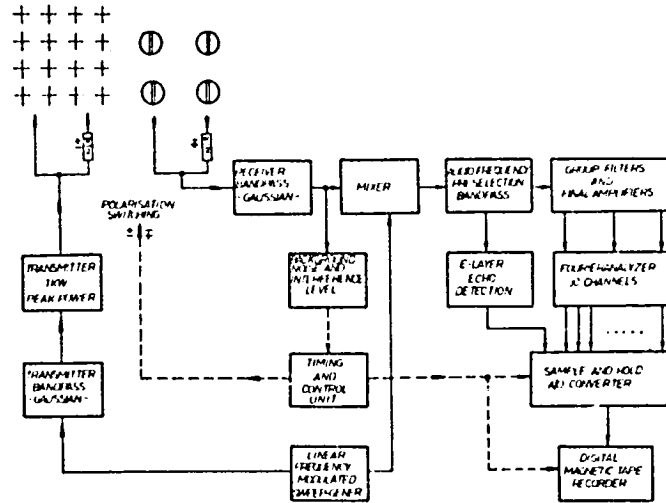 POLARISATION
SWITCHING
± ∓
RECEIVER
BANDPASS
-GAUSSIAN-
MIXER
AUDIO FREQUENCY
PRE SELECTION
BANDPASS
GROUP FILTERS
AND
FINAL AMPLIFIERS
TRANSMITTER
PEAK POWER
BACKGROUND
NOISE AND
INTERFERENCE
LEVEL
E-LAYER
ECHO
DETECTION
FOURIERANALYZER
CHANNELS
TRANSMITTER
BANDPASS
-GAUSSIAN-
TIMING
AND
CONTROL
UNIT
SAMPLE AND HOLD
A/D CONVERTER
LINEAR
FREQUENCY
MODULATED
SWEEPGENER
DIGITAL
MAGNETIC TAPE
RECORDER